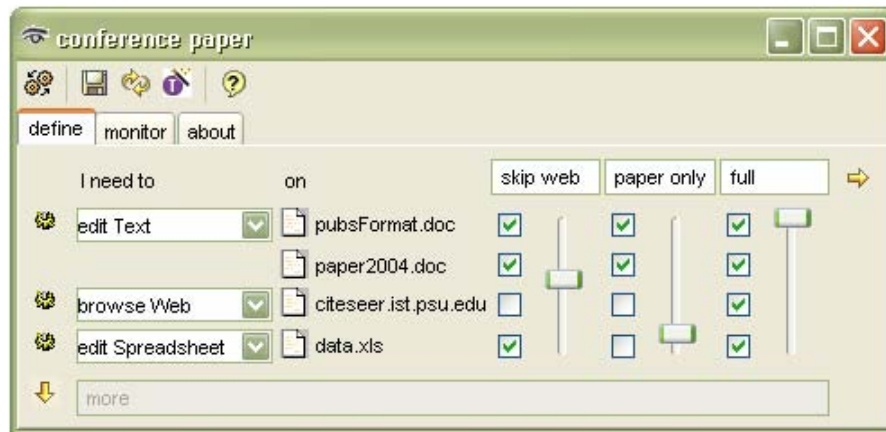 conference paper
T ?
define monitor about
I need to on skip web paper only full
edit Text pubsFormat.doc
paper2004.doc
browse Web citeseer.ist.psu.edu
edit Spreadsheet data.xls
more